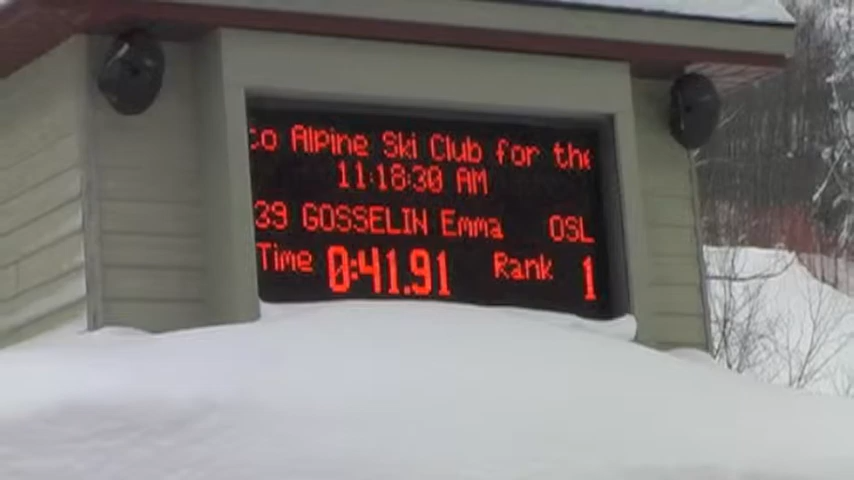 co Alpine Ski Club for the
11:18:30 AM
39 GOSSELIN Emma OSL
Time 0:41.91 Rank 1